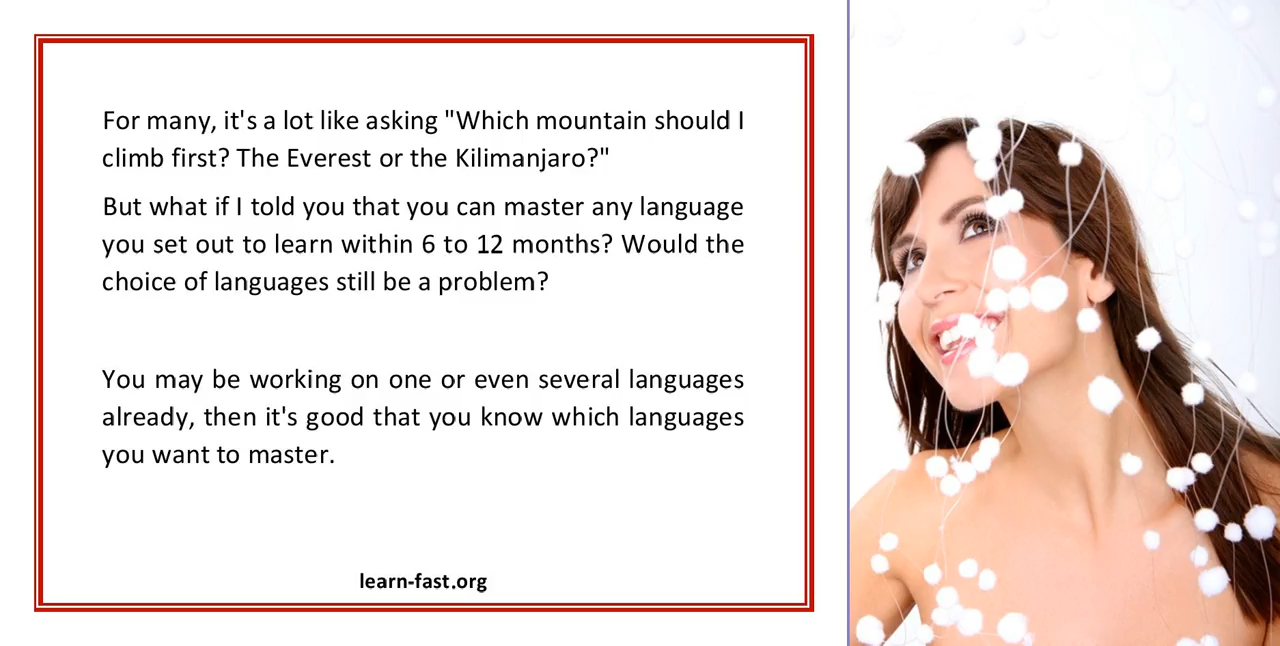 For many, it's a lot like asking "Which mountain should I
climb first? The Everest or the Kilimanjaro?"
But what if I told you that you can master any language
you set out to learn within 6 to 12 months? Would the
choice of languages still be a problem?
You may be working on one or even several languages
already, then it's good that you know which languages
you want to master.
learn-fast.org